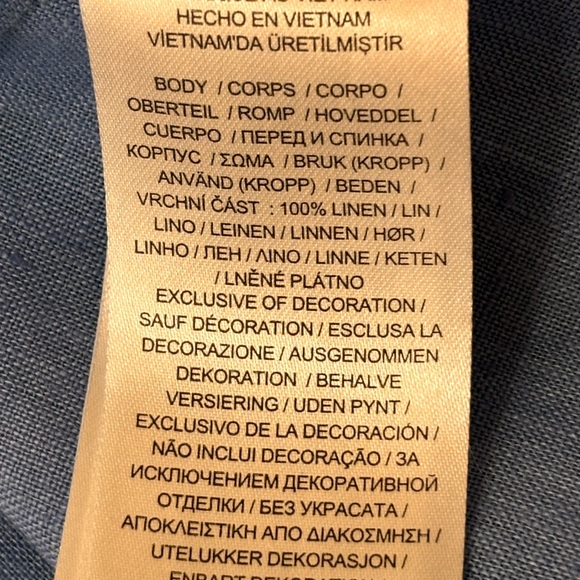 HECHO EN VIETNAM
VİETNAM'DA ÜRETİLMİŞTİR
BODY / CORPS / CORPO /
OBERTEIL / ROMP / HOVEDDEL /
CUERPO / ПЕРЕД И СПИНКА /
КОРПУС / ΣΩΜΑ / BRUK (KROPP) /
ANVÄND (KROPP) / BEDEN /
VRCHNÍ ČÁST : 100% LINEN / LIN /
LINO / LEINEN / LINNEN / HØR /
LINHO / ЛЕН / ΛΙΝΟ / LINNE / KETEN
/ LNĚNÉ PLÁTNO
EXCLUSIVE OF DECORATION /
SAUF DÉCORATION / ESCLUSA LA
DECORAZIONE / AUSGENOMMEN
DEKORATION / BEHALVE
VERSIERING / UDEN PYNT /
EXCLUSIVO DE LA DECORACIÓN /
NÃO INCLUI DECORAÇÃO / ЗА
ИСКЛЮЧЕНИЕМ ДЕКОРАТИВНОЙ
ОТДЕЛКИ / БЕЗ УКРАСАТА /
ΑΠΟΚΛΕΙΣΤΙΚΗ ΑΠΟ ΔΙΑΚΟΣΜΗΣΗ /
UTELUKKER DEKORASJON /